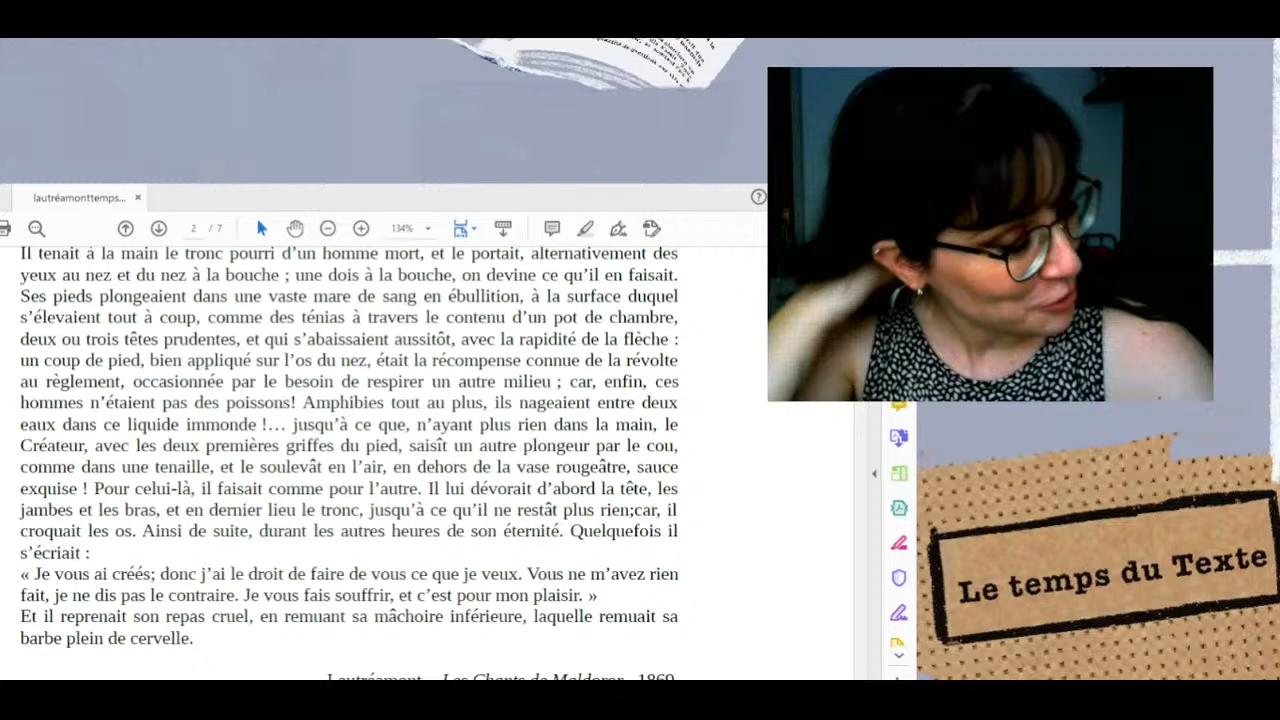 lautréamonttemps...
2 / 7
134%
Il tenait à la main le tronc pourri d’un homme mort, et le portait, alternativement des
yeux au nez et du nez à la bouche ; une dois à la bouche, on devine ce qu’il en faisait.
Ses pieds plongeaient dans une vaste mare de sang en ébullition, à la surface duquel
s’élevaient tout à coup, comme des ténias à travers le contenu d’un pot de chambre,
deux ou trois têtes prudentes, et qui s’abaissaient aussitôt, avec la rapidité de la flèche :
un coup de pied, bien appliqué sur l’os du nez, était la récompense connue de la révolte
au règlement, occasionnée par le besoin de respirer un autre milieu ; car, enfin, ces
hommes n’étaient pas des poissons! Amphibies tout au plus, ils nageaient entre deux
eaux dans ce liquide immonde !… jusqu’à ce que, n’ayant plus rien dans la main, le
Créateur, avec les deux premières griffes du pied, saisît un autre plongeur par le cou,
comme dans une tenaille, et le soulevât en l’air, en dehors de la vase rougeâtre, sauce
exquise ! Pour celui-là, il faisait comme pour l’autre. Il lui dévorait d’abord la tête, les
jambes et les bras, et en dernier lieu le tronc, jusqu’à ce qu’il ne restât plus rien;car, il
croquait les os. Ainsi de suite, durant les autres heures de son éternité. Quelquefois il
s’écriait :
« Je vous ai créés; donc j’ai le droit de faire de vous ce que je veux. Vous ne m’avez rien
fait, je ne dis pas le contraire. Je vous fais souffrir, et c’est pour mon plaisir. »
Et il reprenait son repas cruel, en remuant sa mâchoire inférieure, laquelle remuait sa
barbe plein de cervelle.
Lautréamont, Les Chants de Maldoror, 1869
Le temps du Texte